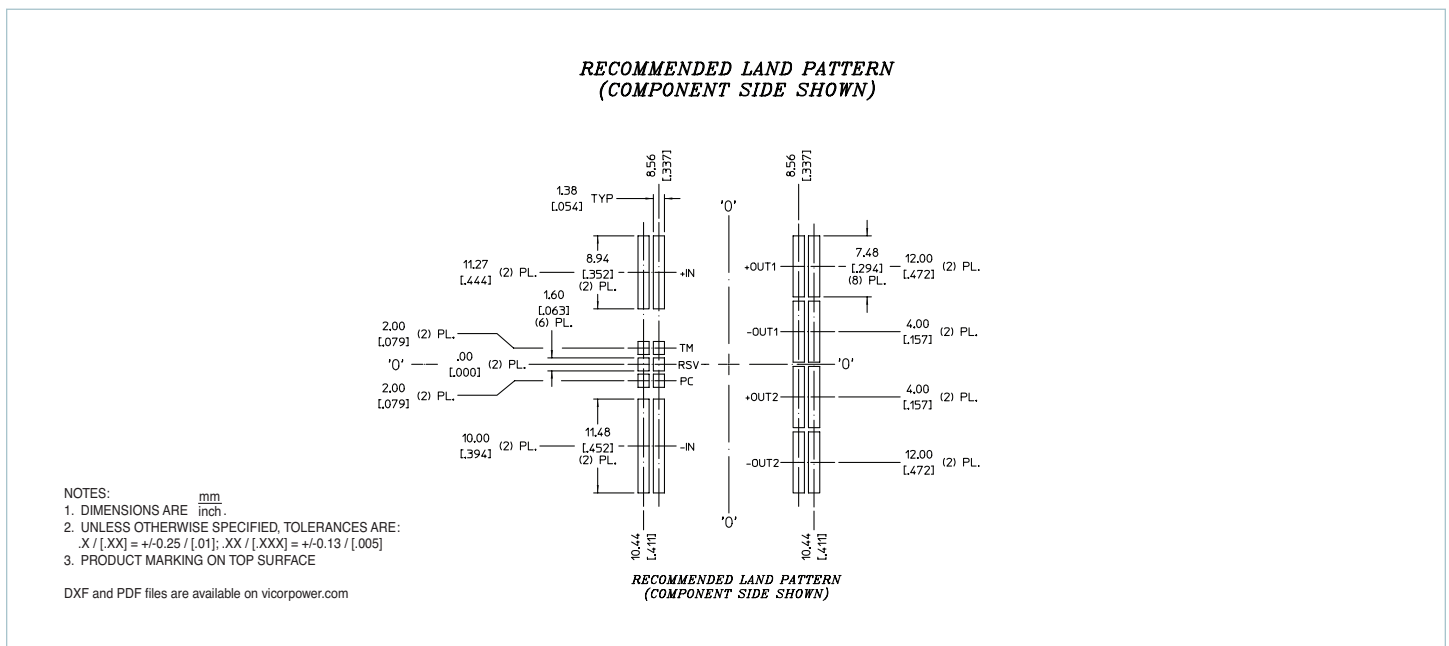 RECOMMENDED LAND PATTERN
(COMPONENT SIDE SHOWN)
8.56
[.337]
8.56
[.337]
1.38
[.054]
TYP
'0'
11.27
[.444]
(2) PL.
8.94
[.352]
(2) PL.
+IN
+OUT1
7.48
[.294]
(8) PL.
12.00
[.472]
(2) PL.
1.60
[.063]
(6) PL.
-OUT1
4.00
[.157]
(2) PL.
2.00
[.079]
(2) PL.
TM
'0'
.00
[.000]
(2) PL.
RSV
'0'
2.00
[.079]
(2) PL.
PC
+OUT2
4.00
[.157]
(2) PL.
10.00
[.394]
(2) PL.
11.48
[.452]
(2) PL.
-IN
-OUT2
12.00
[.472]
(2) PL.
'0'
10.44
[.411]
10.44
[.411]
RECOMMENDED LAND PATTERN
(COMPONENT SIDE SHOWN)
NOTES:
1. DIMENSIONS ARE mm/inch.
2. UNLESS OTHERWISE SPECIFIED, TOLERANCES ARE:
.X / [.XX] = +/-0.25 / [.01]; .XX / [.XXX] = +/-0.13 / [.005]
3. PRODUCT MARKING ON TOP SURFACE
DXF and PDF files are available on vicorpower.com